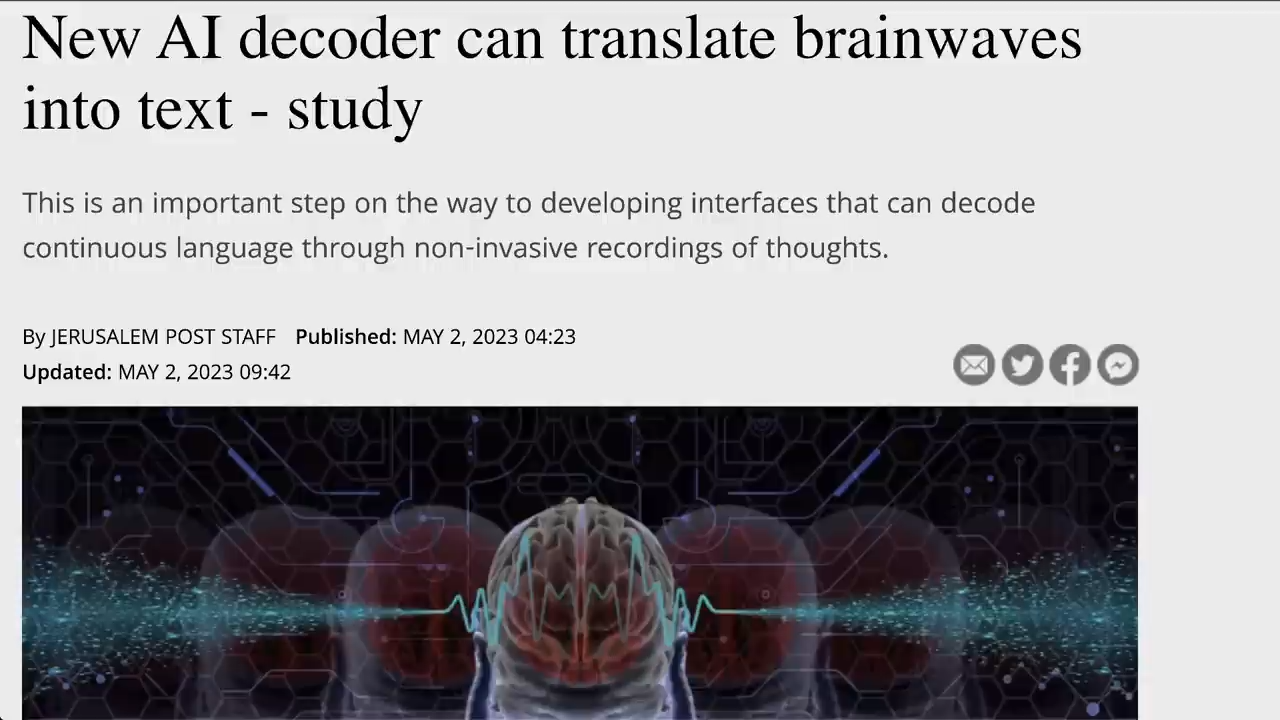 New AI decoder can translate brainwaves
into text - study
This is an important step on the way to developing interfaces that can decode
continuous language through non-invasive recordings of thoughts.
By JERUSALEM POST STAFF Published: MAY 2, 2023 04:23
Updated: MAY 2, 2023 09:42